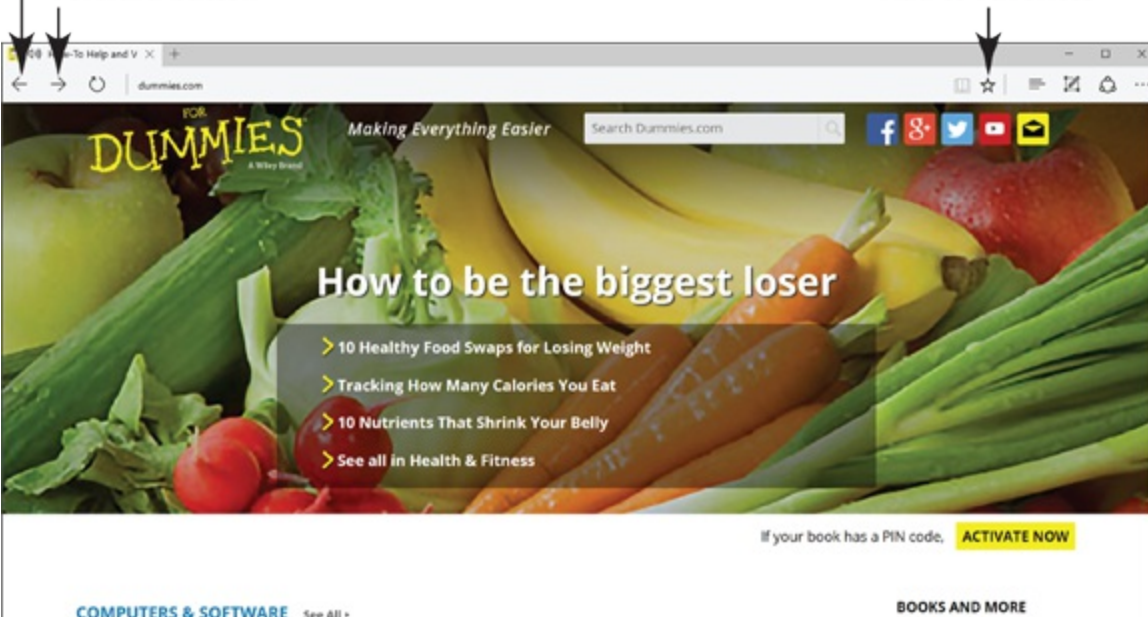 How-To Help and V
dummies.com
FOR
DUMMIES
A Wiley Brand
Making Everything Easier
Search Dummies.com
How to be the biggest loser
10 Healthy Food Swaps for Losing Weight
Tracking How Many Calories You Eat
10 Nutrients That Shrink Your Belly
See all in Health & Fitness
If your book has a PIN code, ACTIVATE NOW
COMPUTERS & SOFTWARE See All
BOOKS AND MORE